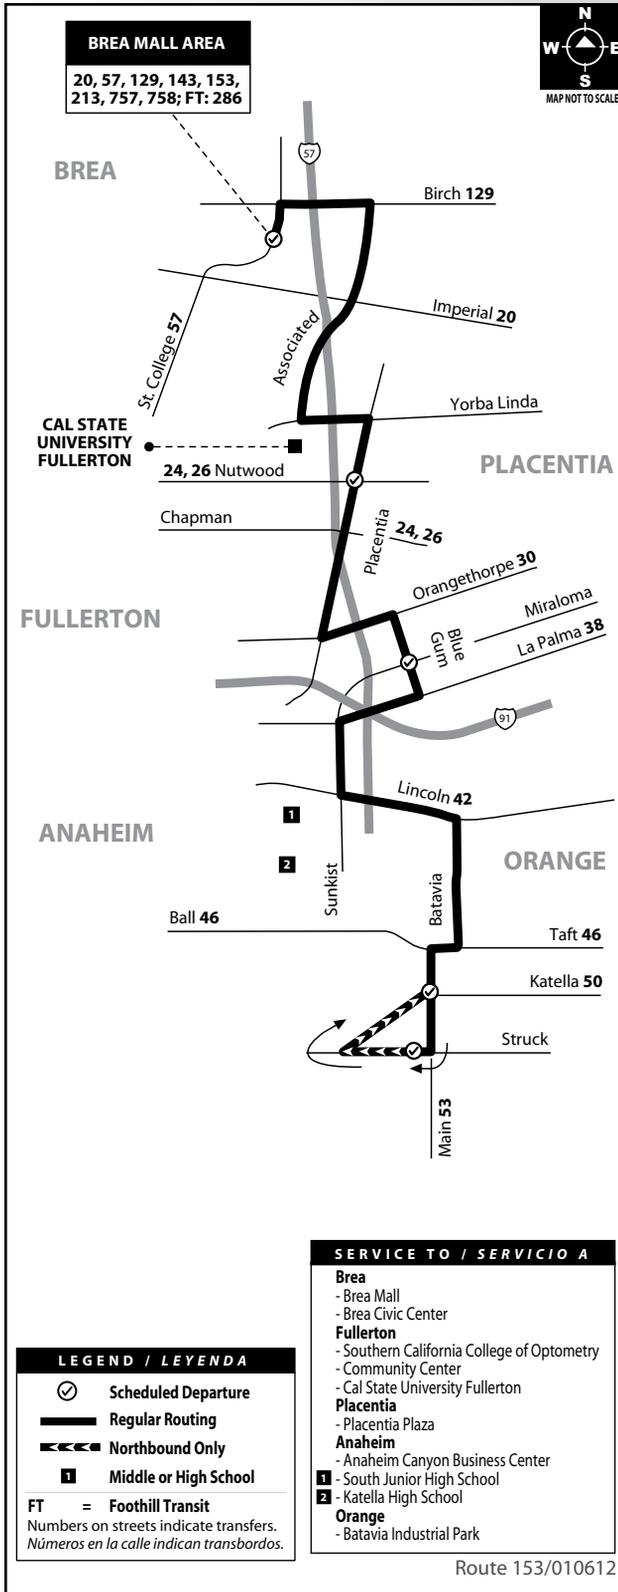 BREA MALL AREA
20, 57, 129, 143, 153,
213, 757, 758; FT: 286
N
W E
S
MAP NOT TO SCALE
57
BREA
Birch 129
Imperial 20
St. College 57
Associated
Yorba Linda
CAL STATE
UNIVERSITY
FULLERTON
PLACENTIA
24, 26 Nutwood
Chapman
24, 26
Placentia
Orangethorpe 30
FULLERTON
Miraloma
Blue
Gum
La Palma 38
91
Lincoln 42
1
ANAHEIM
2
ORANGE
Sunkist
Batavia
Ball 46
Taft 46
Katella 50
Struck
Main 53
LEGEND / LEYENDA
Scheduled Departure
Regular Routing
Northbound Only
1 Middle or High School
FT = Foothill Transit
Numbers on streets indicate transfers.
Números en la calle indican transbordos.
SERVICE TO / SERVICIO A
Brea
- Brea Mall
- Brea Civic Center
Fullerton
- Southern California College of Optometry
- Community Center
- Cal State University Fullerton
Placentia
- Placentia Plaza
Anaheim
- Anaheim Canyon Business Center
1 - South Junior High School
2 - Katella High School
Orange
- Batavia Industrial Park
Route 153/010612